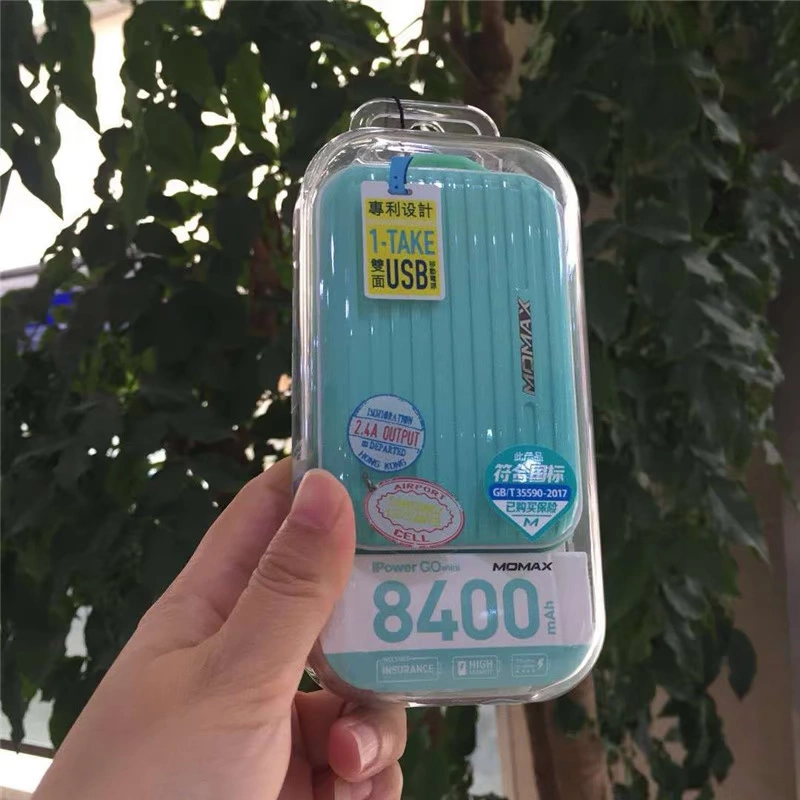 專利设計
1-TAKE
雙面 USB
MOMAX
IMMIGRATION
2.4A OUTPUT
DEPARTED
HONG KONG
AIRPORT
CELL
此产品
符合国标
GB/T 35590-2017
已购买保险
M
iPower GO mini
MOMAX
8400 mAh
INSURANCE
HIGH